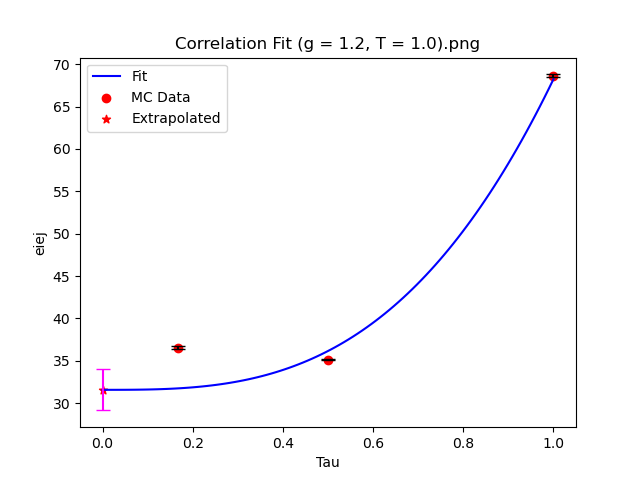 Correlation Fit (g = 1.2, T = 1.0).png
Fit
MC Data
Extrapolated
70
65
60
55
50
45
40
35
30
eiej
0.0 0.2 0.4 0.6 0.8 1.0
Tau